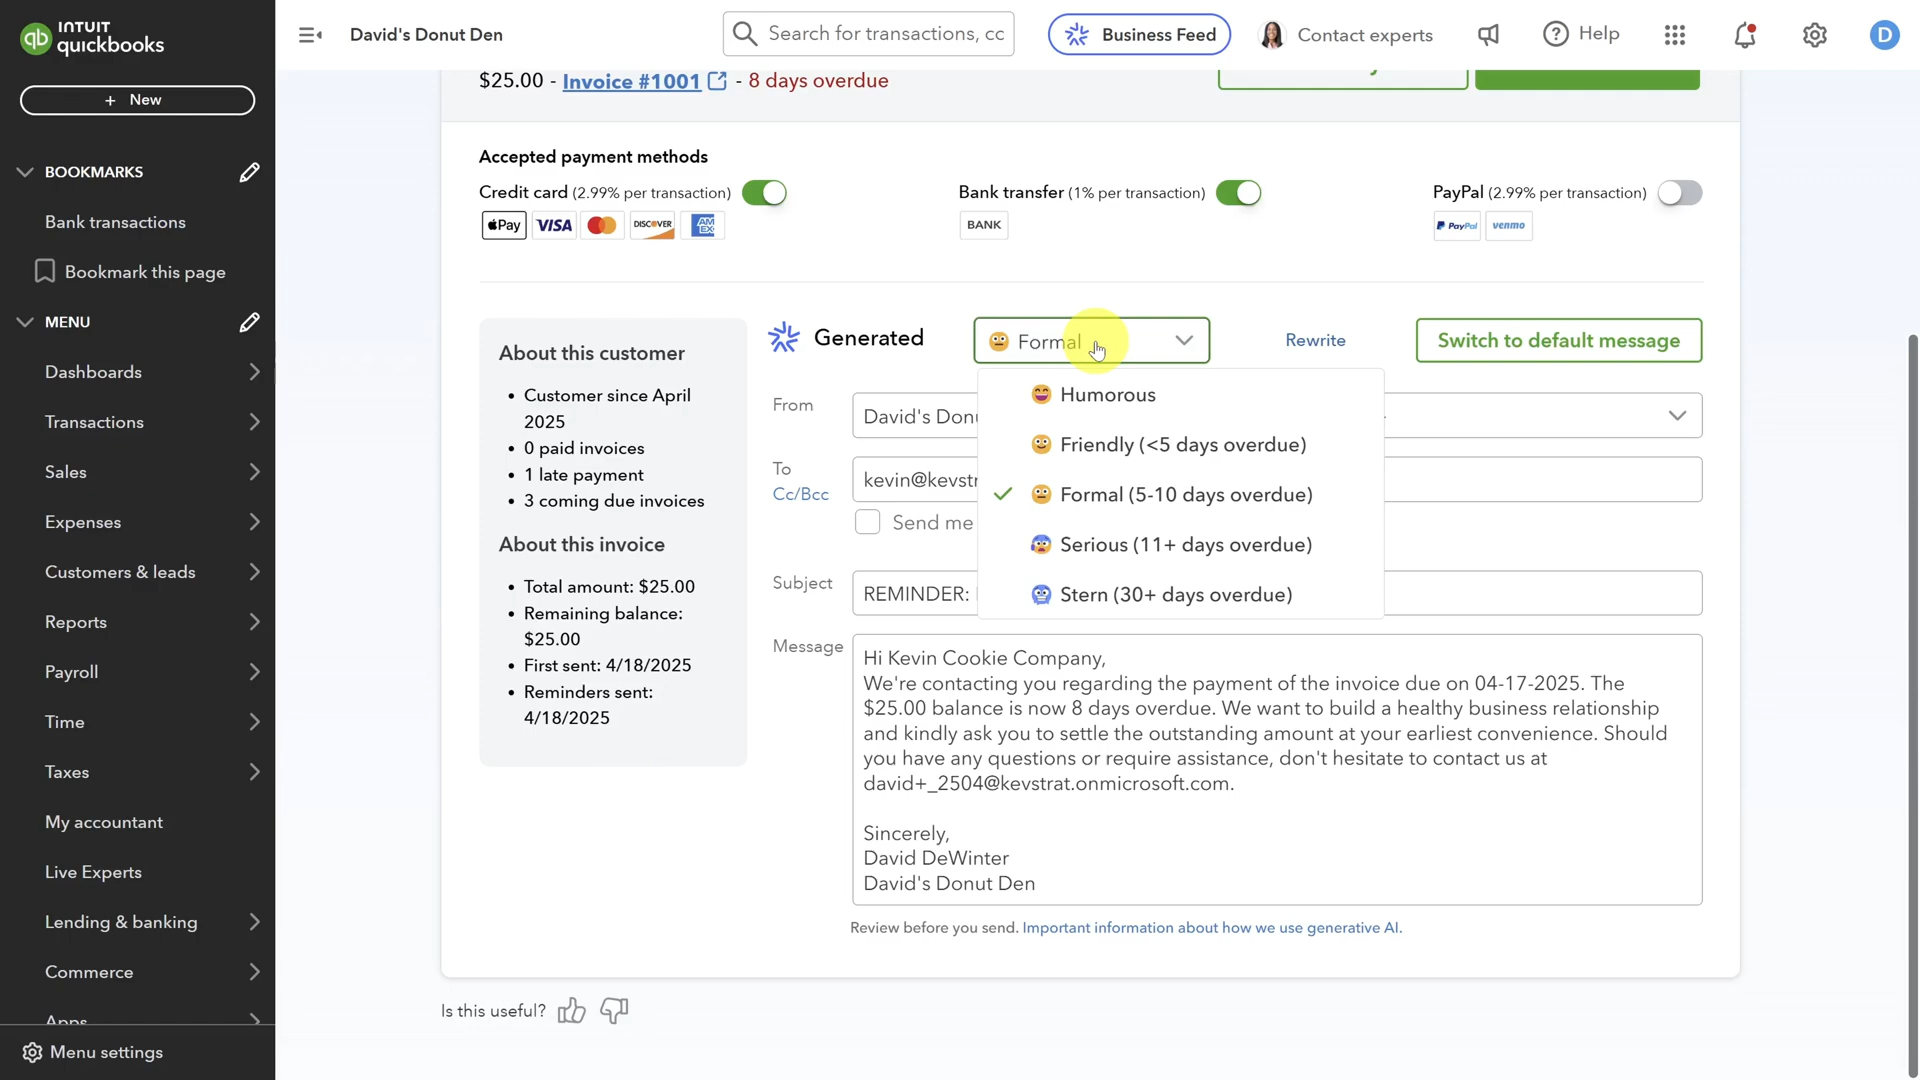 INTUIT
quickbooks
David's Donut Den
Search for transactions, cc
Business Feed
Contact experts
Help
D
+ New
BOOKMARKS
Bank transactions
Bookmark this page
MENU
Dashboards
Transactions
Sales
Expenses
Customers & leads
Reports
Payroll
Time
Taxes
My accountant
Live Experts
Lending & banking
Commerce
Apps
Menu settings
$25.00 - Invoice #1001 - 8 days overdue
Accepted payment methods
Credit card (2.99% per transaction)
Pay VISA DISCOVER AM EX
Bank transfer (1% per transaction)
BANK
PayPal (2.99% per transaction)
PayPal venmo
About this customer
• Customer since April
2025
• 0 paid invoices
• 1 late payment
• 3 coming due invoices
About this invoice
• Total amount: $25.00
• Remaining balance:
$25.00
• First sent: 4/18/2025
• Reminders sent:
4/18/2025
Generated
Formal
Rewrite
Switch to default message
Humorous
Friendly (<5 days overdue)
Formal (5-10 days overdue)
Serious (11+ days overdue)
Stern (30+ days overdue)
From
David's Don
To
Cc/Bcc
kevin@kevstr
Send me
Subject
REMINDER:
Message
Hi Kevin Cookie Company,
We're contacting you regarding the payment of the invoice due on 04-17-2025. The
$25.00 balance is now 8 days overdue. We want to build a healthy business relationship
and kindly ask you to settle the outstanding amount at your earliest convenience. Should
you have any questions or require assistance, don't hesitate to contact us at
david+_2504@kevstrat.onmicrosoft.com.
Sincerely,
David DeWinter
David's Donut Den
Review before you send. Important information about how we use generative AI.
Is this useful?